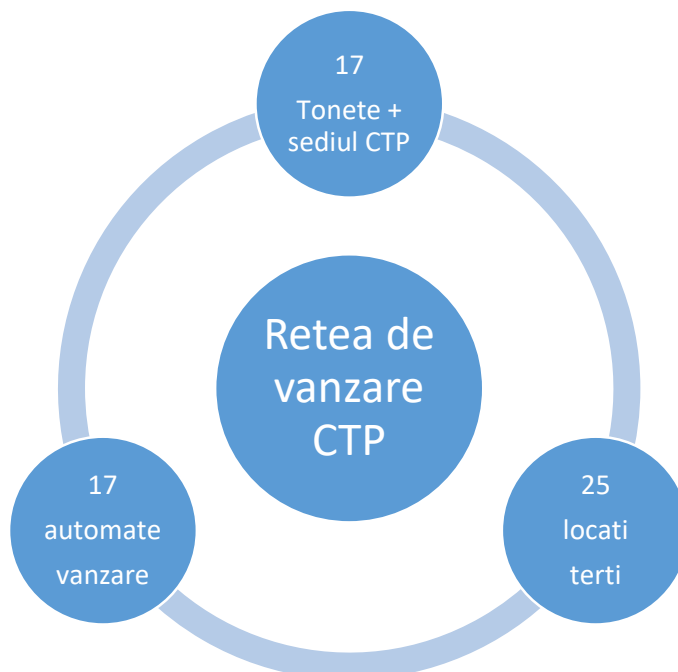 17
Tonete +
sediul CTP
Retea de
vanzare
CTP
17
automate
vanzare
25
locati
terti